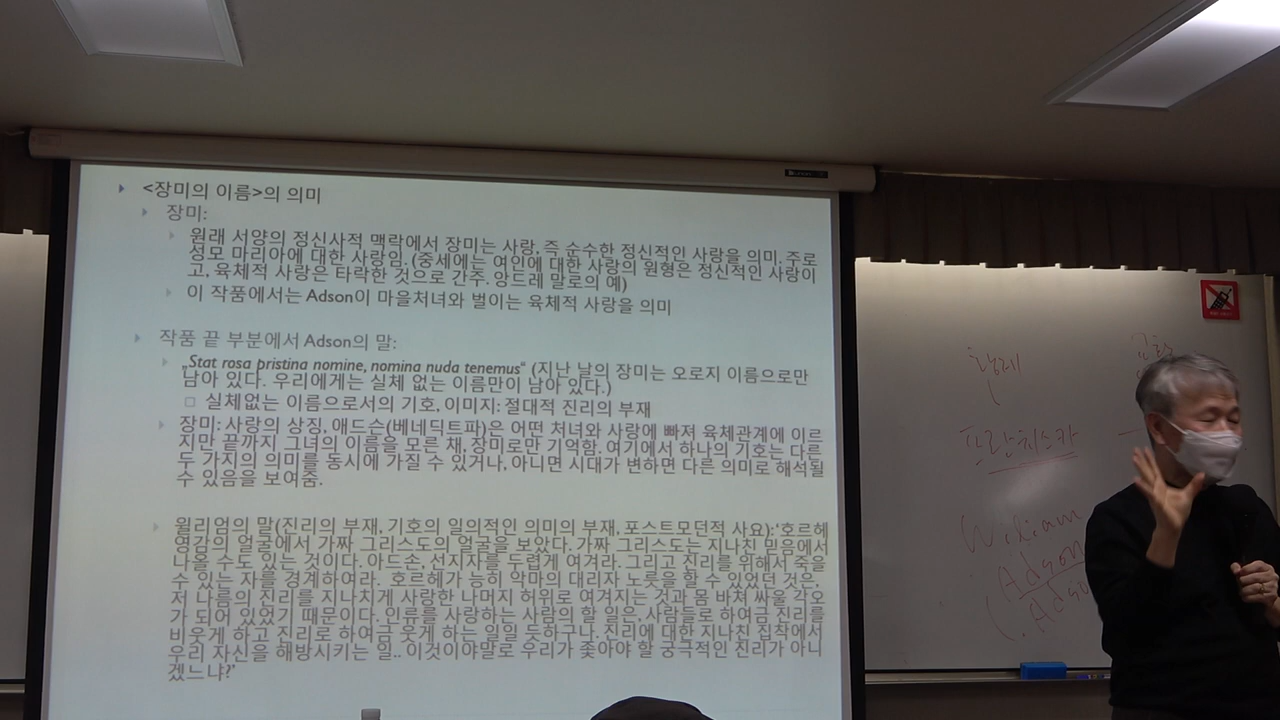 <장미의 이름>의 의미
장미:
원래 서양의 정신사적 맥락에서 장미는 사랑, 즉 순수한 정신적인 사랑을 의미. 주로
성모 마리아에 대한 사랑임. (중세에는 여인에 대한 사랑의 원형은 정신적인 사랑이
고, 육체적 사랑은 타락한 것으로 간주. 앙드레 말로의 예)
이 작품에서는 Adson이 마을처녀와 벌이는 육체적 사랑을 의미
작품 끝 부분에서 Adson의 말:
„Stat rosa pristina nomine, nomina nuda tenemus“ (지난 날의 장미는 오로지 이름으로만
남아 있다. 우리에게는 실체 없는 이름만이 남아 있다.)
실체없는 이름으로서의 기호, 이미지: 절대적 진리의 부재
장미: 사랑의 상징, 애드슨(베네딕트파)은 어떤 처녀와 사랑에 빠져 육체관계에 이르
지만 끝까지 그녀의 이름을 모른 채, 장미로만 기억함. 여기에서 하나의 기호는 다른
두 가지의 의미를 동시에 가질 수 있거나, 아니면 시대가 변하면 다른 의미로 해석될
수 있음을 보여줌.
윌리엄의 말(진리의 부재, 기호의 일의적인 의미의 부재, 포스트모던적 사요):‘호르헤
영감의 얼굴에서 가짜 그리스도의 얼굴을 보았다. 가짜 그리스도는 지나친 믿음에서
나올 수도 있는 것이다. 아드손, 선지자를 두렵게 여겨라. 그리고 진리를 위해서 죽을
수 있는 자를 경계하여라. 호르헤가 능히 악마의 대리자 노릇을 할 수 있었던 것은,
저 나름의 진리를 지나치게 사랑한 나머지 허위로 여겨지는 것과 몸 바쳐 싸울 각오
가 되어 있었기 때문이다. 인류를 사랑하는 사람의 할 일은, 사람들로 하여금 진리를
비웃게 하고 진리로 하여금 웃게 하는 일일 듯하구나. 진리에 대한 지나친 집착에서
우리 자신을 해방시키는 일.. 이것이야말로 우리가 좇아야 할 궁극적인 진리가 아니
겠느냐?’
황제
프란치스카
William
Adson